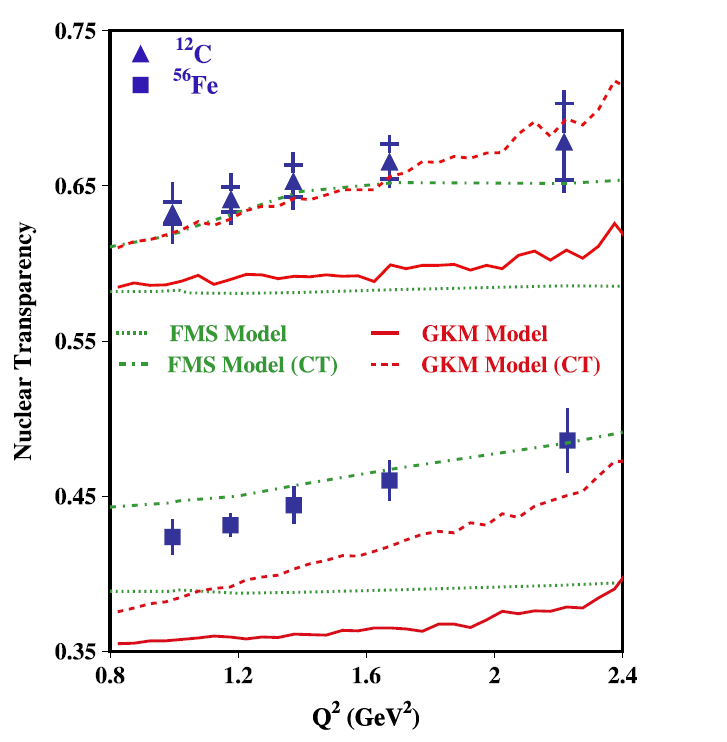 0.75
¹²C
⁵⁶Fe
0.65
Nuclear Transparency
0.55
FMS Model
GKM Model
FMS Model (CT)
GKM Model (CT)
0.45
0.35
0.8
1.2
1.6
2
2.4
Q² (GeV²)